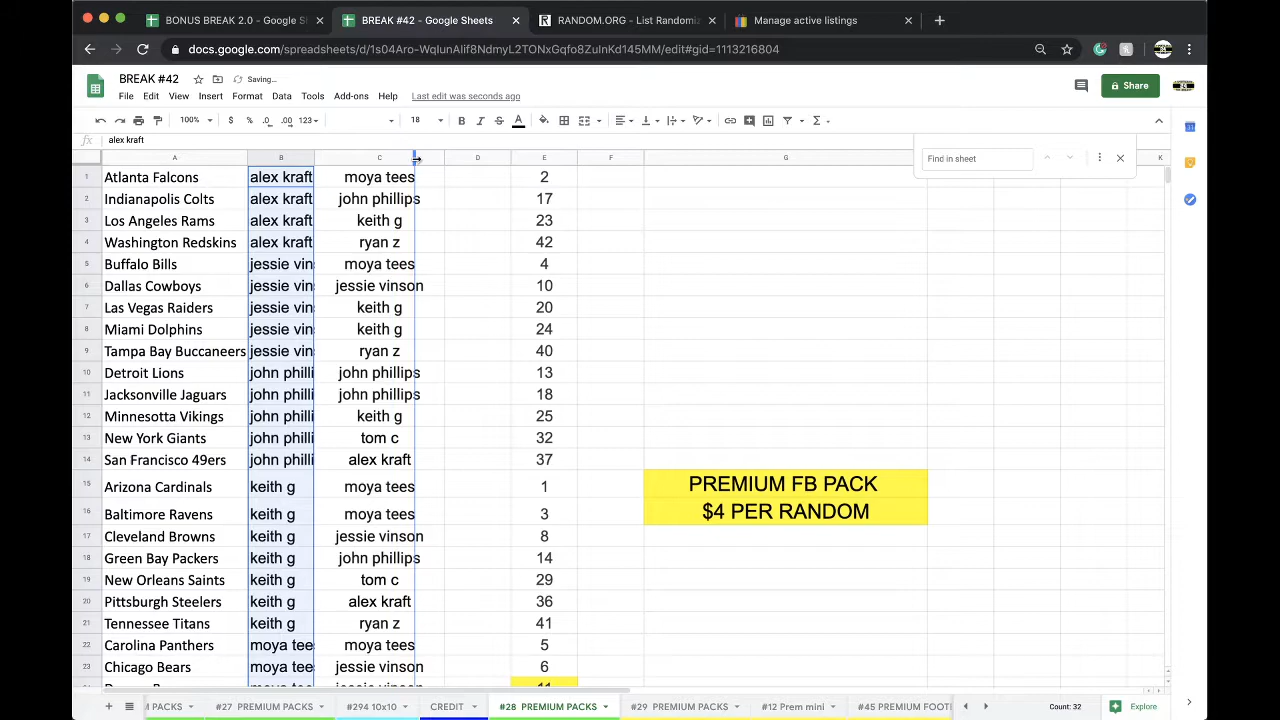 BONUS BREAK 2.0 - Google S
BREAK #42 - Google Sheets
RANDOM.ORG - List Randomiz
Manage active listings
docs.google.com/spreadsheets/d/1s04Aro-WqlunAlif8NdmyL2TONxGqfo8ZuInKd145MM/edit#gid=1113216804
BREAK #42
Saving...
File Edit View Insert Format Data Tools Add-ons Help Last edit was seconds ago
Share
100% $ % .0 .00 123 18 B I S A
fx alex kraft
Find in sheet
A B C D E F G K
1 Atlanta Falcons alex kraft moya tees 2
2 Indianapolis Colts alex kraft john phillips 17
3 Los Angeles Rams alex kraft keith g 23
4 Washington Redskins alex kraft ryan z 42
5 Buffalo Bills jessie vin moya tees 4
6 Dallas Cowboys jessie vin jessie vinson 10
7 Las Vegas Raiders jessie vin keith g 20
8 Miami Dolphins jessie vin keith g 24
9 Tampa Bay Buccaneers jessie vin ryan z 40
10 Detroit Lions john philli john phillips 13
11 Jacksonville Jaguars john philli john phillips 18
12 Minnesotta Vikings john philli keith g 25
13 New York Giants john philli tom c 32
14 San Francisco 49ers john philli alex kraft 37
15 Arizona Cardinals keith g moya tees 1 PREMIUM FB PACK
16 Baltimore Ravens keith g moya tees 3 $4 PER RANDOM
17 Cleveland Browns keith g jessie vinson 8
18 Green Bay Packers keith g john phillips 14
19 New Orleans Saints keith g tom c 29
20 Pittsburgh Steelers keith g alex kraft 36
21 Tennessee Titans keith g ryan z 41
22 Carolina Panthers moya tees moya tees 5
23 Chicago Bears moya tees jessie vinson 6
M PACKS #27 PREMIUM PACKS #294 10x10 CREDIT #28 PREMIUM PACKS #29 PREMIUM PACKS #12 Prem mini #45 PREMIUM FOOTI
Count: 32
Explore